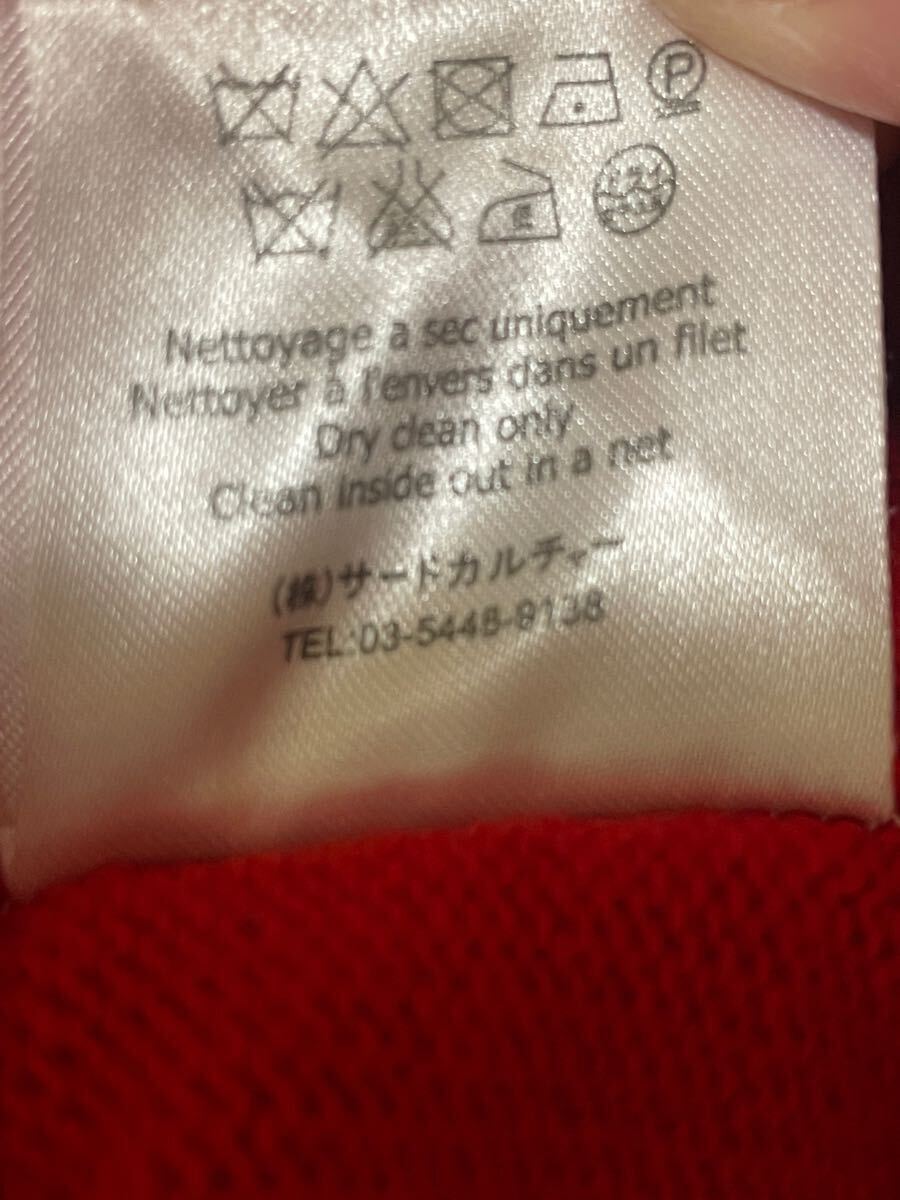 P
Nettoyage à sec uniquement
Nettoyer à l'envers dans un filet
Dry clean only
Clean inside out in a net
(株)サードカルチャー
TEL:03-5448-9138